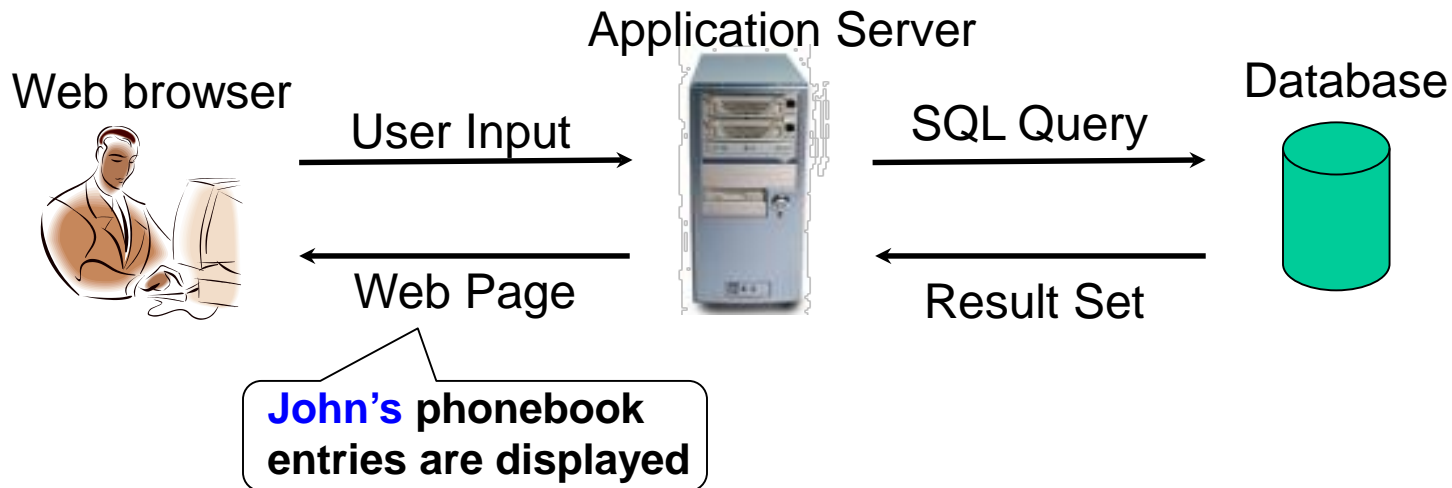 Application Server
Web browser
Database
User Input
SQL Query
Web Page
Result Set
John's phonebook
entries are displayed